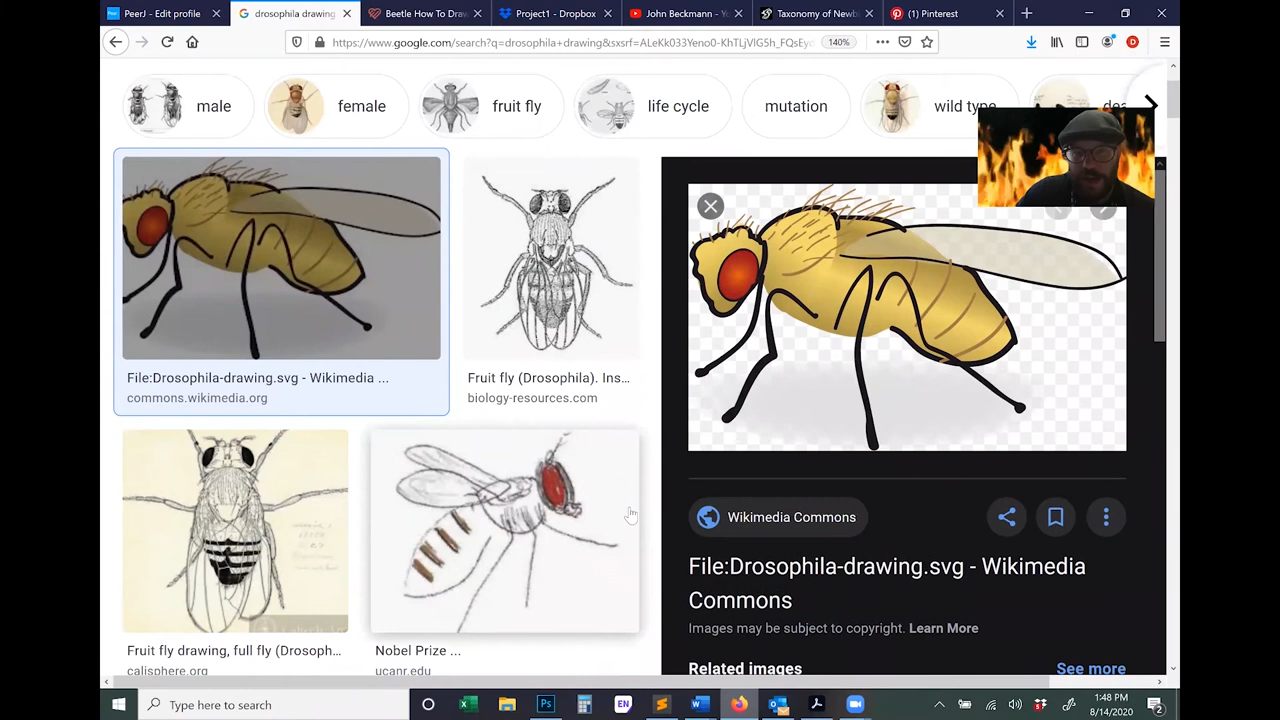 PeerJ - Edit profile
drosophila drawing
Beetle How To Draw
Project1 - Dropbox
John Beckmann - Yo
Taxonomy of Newb
(1) Pinterest
https://www.google.com/search?q=drosophila+drawing&sxsrf=ALeKk033Yeno0-KhTLjVlG5h_FQsEy
140%
male
female
fruit fly
life cycle
mutation
wild type
dea
File:Drosophila-drawing.svg - Wikimedia ...
commons.wikimedia.org
Fruit fly (Drosophila). Ins...
biology-resources.com
Fruit fly drawing, full fly (Drosoph...
calisphere.org
Nobel Prize ...
ucanr.edu
Wikimedia Commons
File:Drosophila-drawing.svg - Wikimedia
Commons
Images may be subject to copyright. Learn More
Related images
See more
Type here to search
EN
1:48 PM
8/14/2020
2